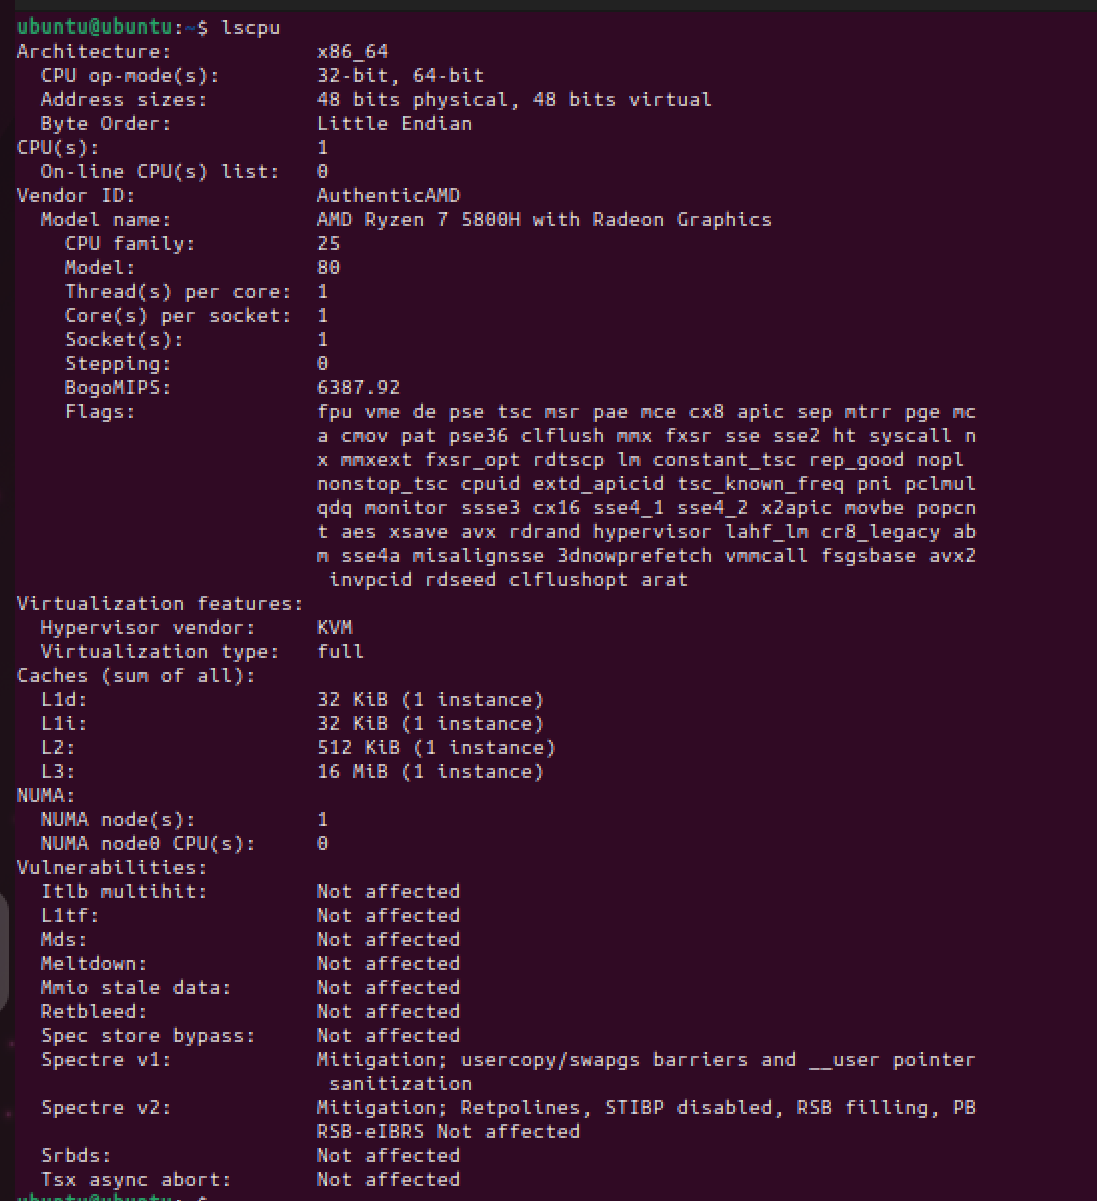 ubuntu@ubuntu:~$ lscpu
Architecture:            x86_64
  CPU op-mode(s):        32-bit, 64-bit
  Address sizes:         48 bits physical, 48 bits virtual
  Byte Order:            Little Endian
CPU(s):                  1
  On-line CPU(s) list:   0
Vendor ID:               AuthenticAMD
  Model name:            AMD Ryzen 7 5800H with Radeon Graphics
    CPU family:          25
    Model:               80
    Thread(s) per core:  1
    Core(s) per socket:  1
    Socket(s):           1
    Stepping:            0
    BogoMIPS:            6387.92
    Flags:               fpu vme de pse tsc msr pae mce cx8 apic sep mtrr pge mc
                         a cmov pat pse36 clflush mmx fxsr sse sse2 ht syscall n
                         x mmxext fxsr_opt rdtscp lm constant_tsc rep_good nopl
                         nonstop_tsc cpuid extd_apicid tsc_known_freq pni pclmul
                         qdq monitor ssse3 cx16 sse4_1 sse4_2 x2apic movbe popcn
                         t aes xsave avx rdrand hypervisor lahf_lm cr8_legacy ab
                         m sse4a misalignsse 3dnowprefetch vmmcall fsgsbase avx2
                          invpcid rdseed clflushopt arat
Virtualization features:
  Hypervisor vendor:     KVM
  Virtualization type:   full
Caches (sum of all):
  L1d:                   32 KiB (1 instance)
  L1i:                   32 KiB (1 instance)
  L2:                    512 KiB (1 instance)
  L3:                    16 MiB (1 instance)
NUMA:
  NUMA node(s):          1
  NUMA node0 CPU(s):     0
Vulnerabilities:
  Itlb multihit:         Not affected
  L1tf:                  Not affected
  Mds:                   Not affected
  Meltdown:              Not affected
  Mmio stale data:       Not affected
  Retbleed:              Not affected
  Spec store bypass:     Not affected
  Spectre v1:            Mitigation; usercopy/swapgs barriers and __user pointer
                          sanitization
  Spectre v2:            Mitigation; Retpolines, STIBP disabled, RSB filling, PB
                         RSB-eIBRS Not affected
  Srbds:                 Not affected
  Tsx async abort:       Not affected
ubuntu@ubuntu:~$